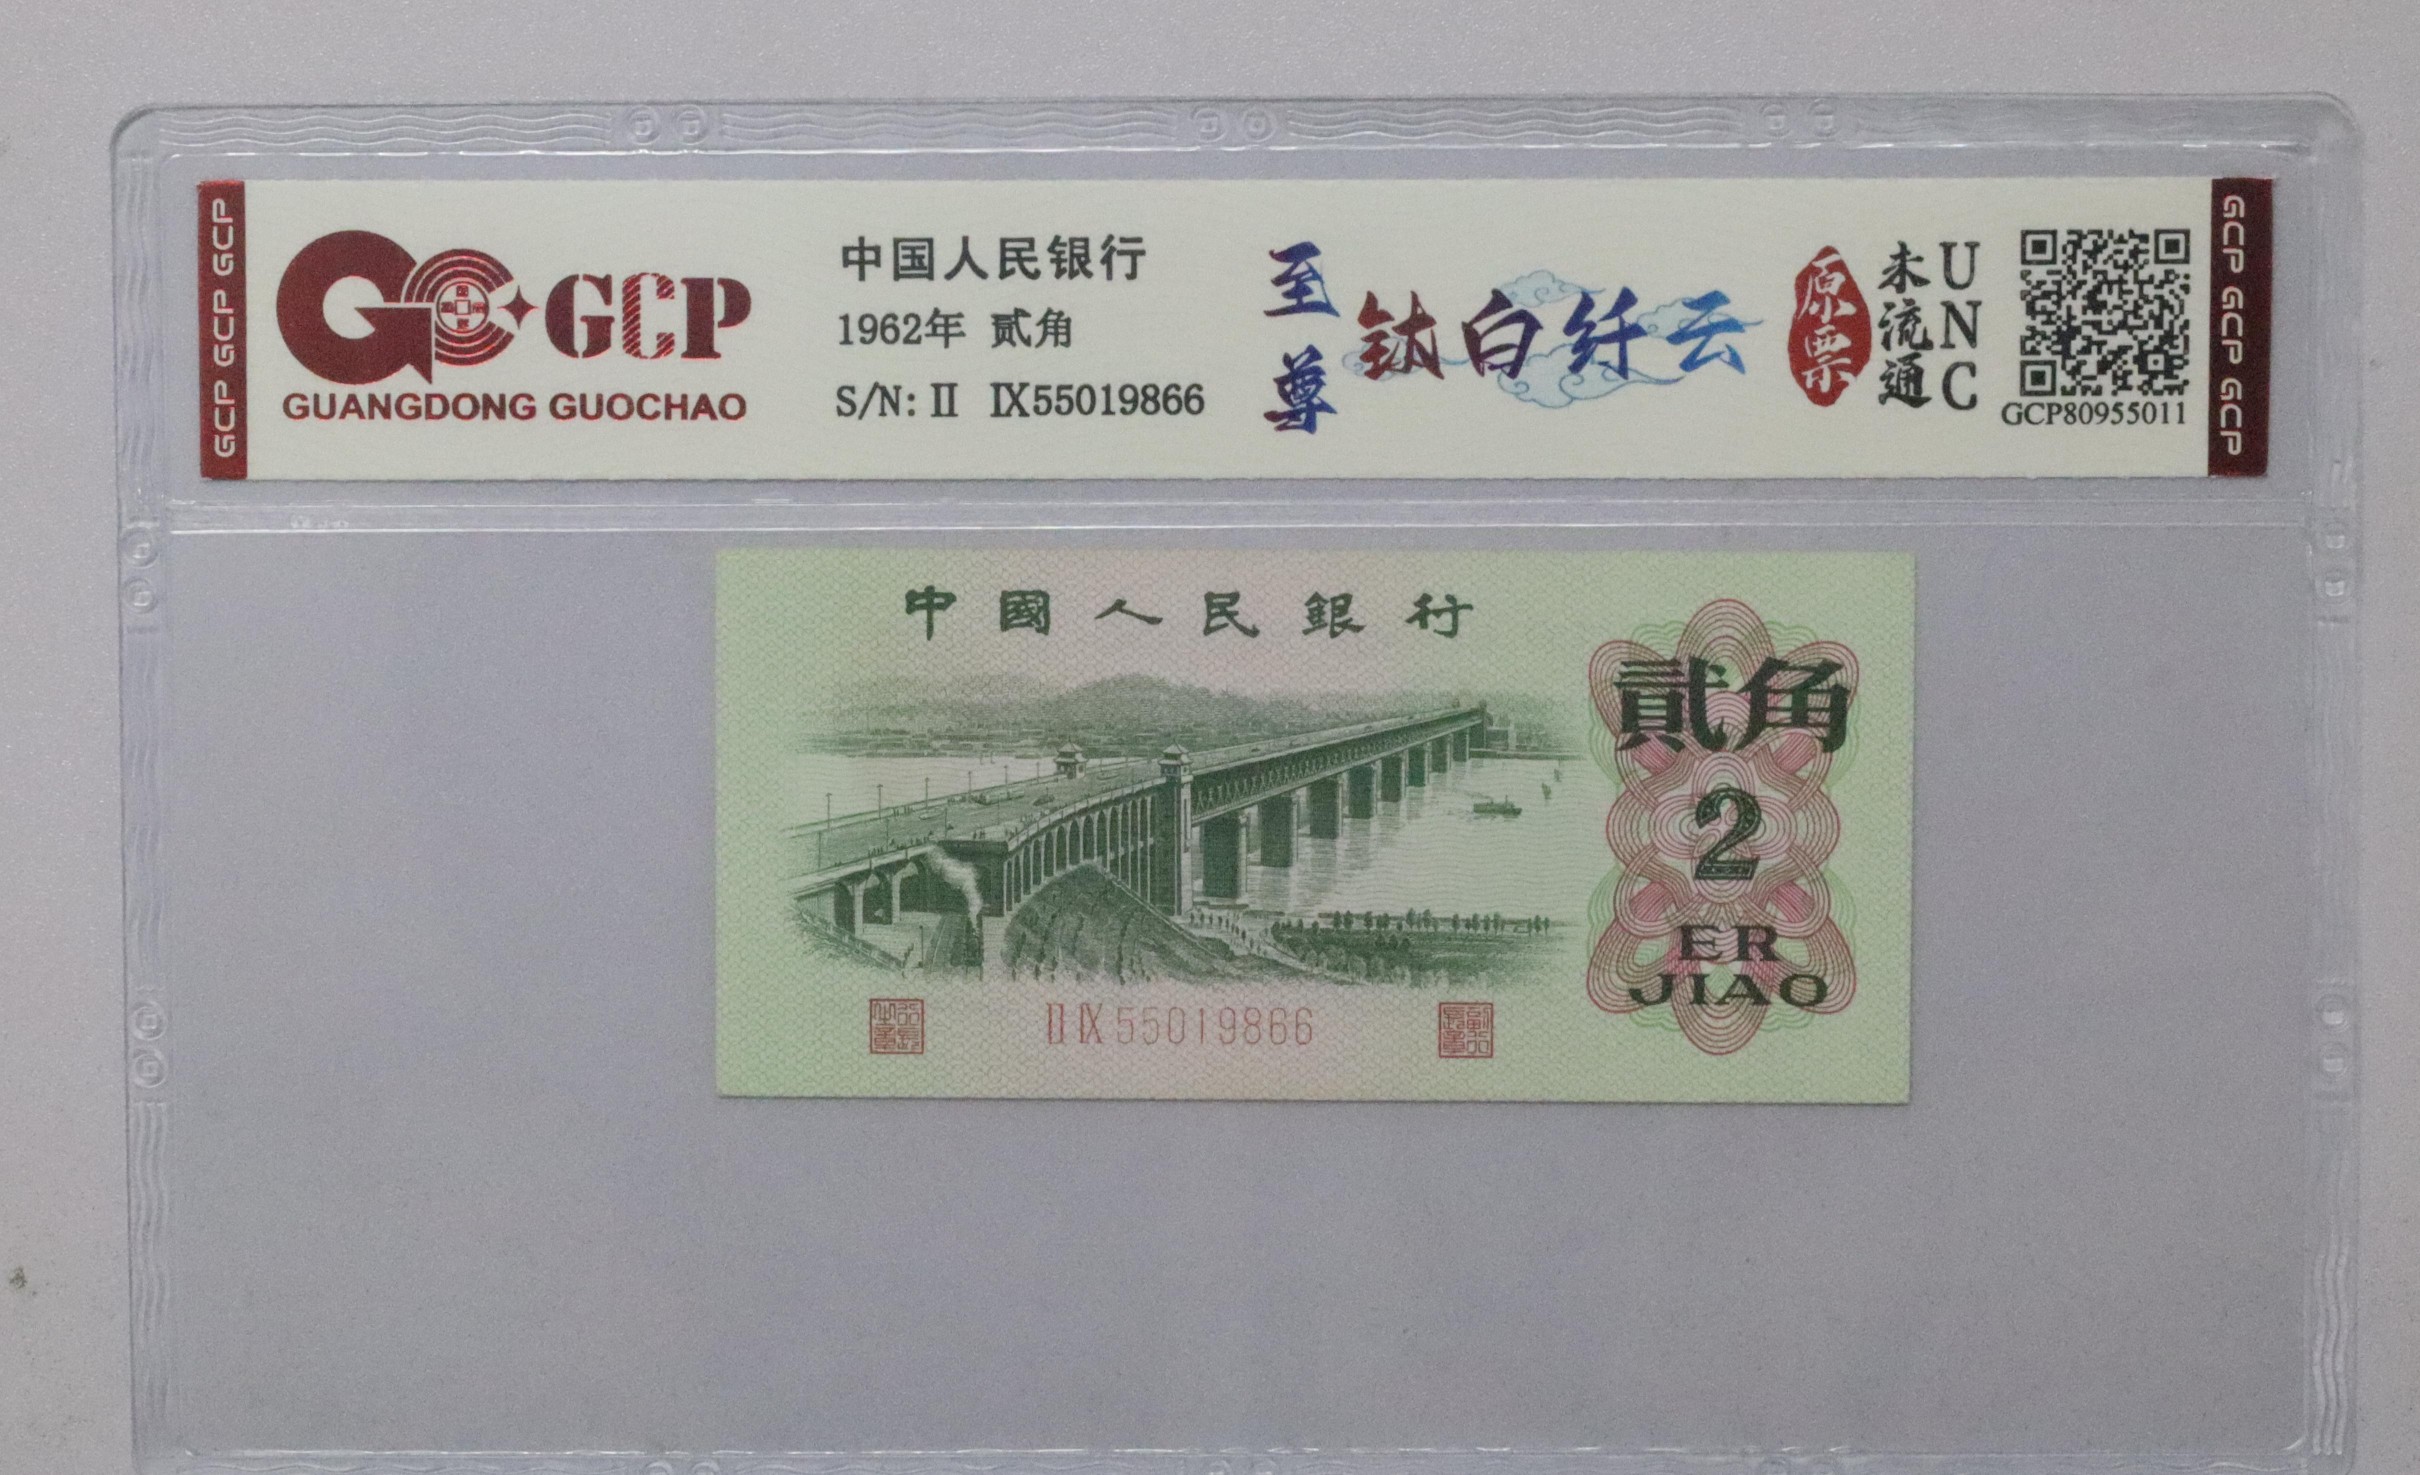 GCP GCP GCP
GCP
GUANGDONG GUOCHAO
中国人民银行
1962年 贰角
S/N: II IX55019866
至尊
钛白纤云
原票
未流通
UNC
GCP80955011
GCP GCP GCP
中國人民銀行
貳角
2
ER
JIAO
II IX 55019866